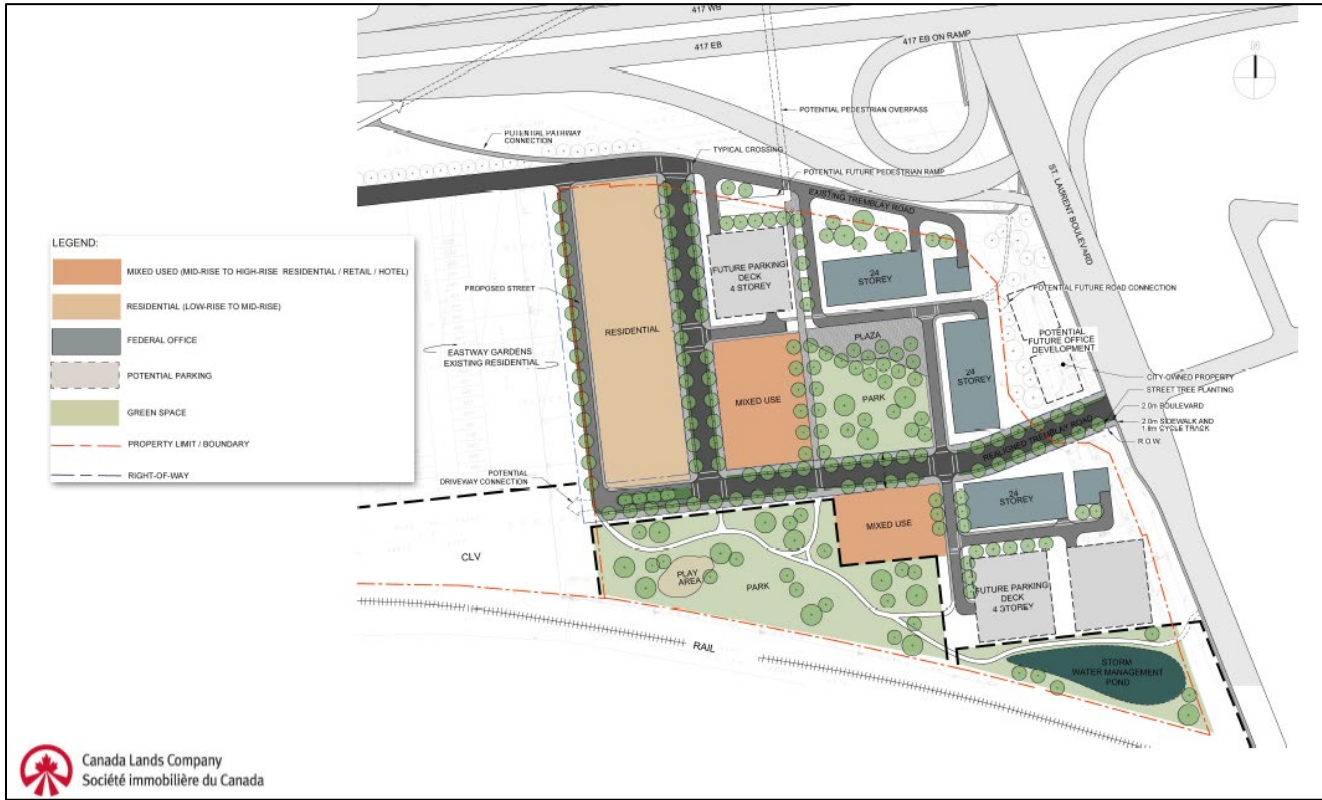 417 WB
417 EB
417 EB ON RAMP
N
POTENTIAL PEDESTRIAN OVERPASS
POTENTIAL PATHWAY
CONNECTION
TYPICAL CROSSING
POTENTIAL FUTURE PEDESTRIAN RAMP
EXISTING TREMBLAY ROAD
ST. LAURENT BOULEVARD
LEGEND:
MIXED USED (MID-RISE TO HIGH-RISE RESIDENTIAL / RETAIL / HOTEL)
RESIDENTIAL (LOW-RISE TO MID-RISE)
FEDERAL OFFICE
POTENTIAL PARKING
GREEN SPACE
PROPERTY LIMIT / BOUNDARY
RIGHT-OF-WAY
FUTURE PARKING
DECK
4 STOREY
24
STOREY
PROPOSED STREET
POTENTIAL FUTURE ROAD CONNECTION
RESIDENTIAL
EASTWAY GARDENS
EXISTING RESIDENTIAL
PLAZA
24
STOREY
POTENTIAL
FUTURE OFFICE
DEVELOPMENT
CITY-OWNED PROPERTY
STREET TREE PLANTING
2.0m BOULEVARD
2.0m SIDEWALK AND
1.8m CYCLE TRACK
R.O.W.
MIXED USE
PARK
REALIGNED TREMBLAY ROAD
POTENTIAL
DRIVEWAY CONNECTION
24
STOREY
MIXED USE
CLV
PLAY
AREA
PARK
FUTURE PARKING
DECK
4 STOREY
RAIL
STORM
WATER MANAGEMENT
POND
Canada Lands Company
Société immobilière du Canada